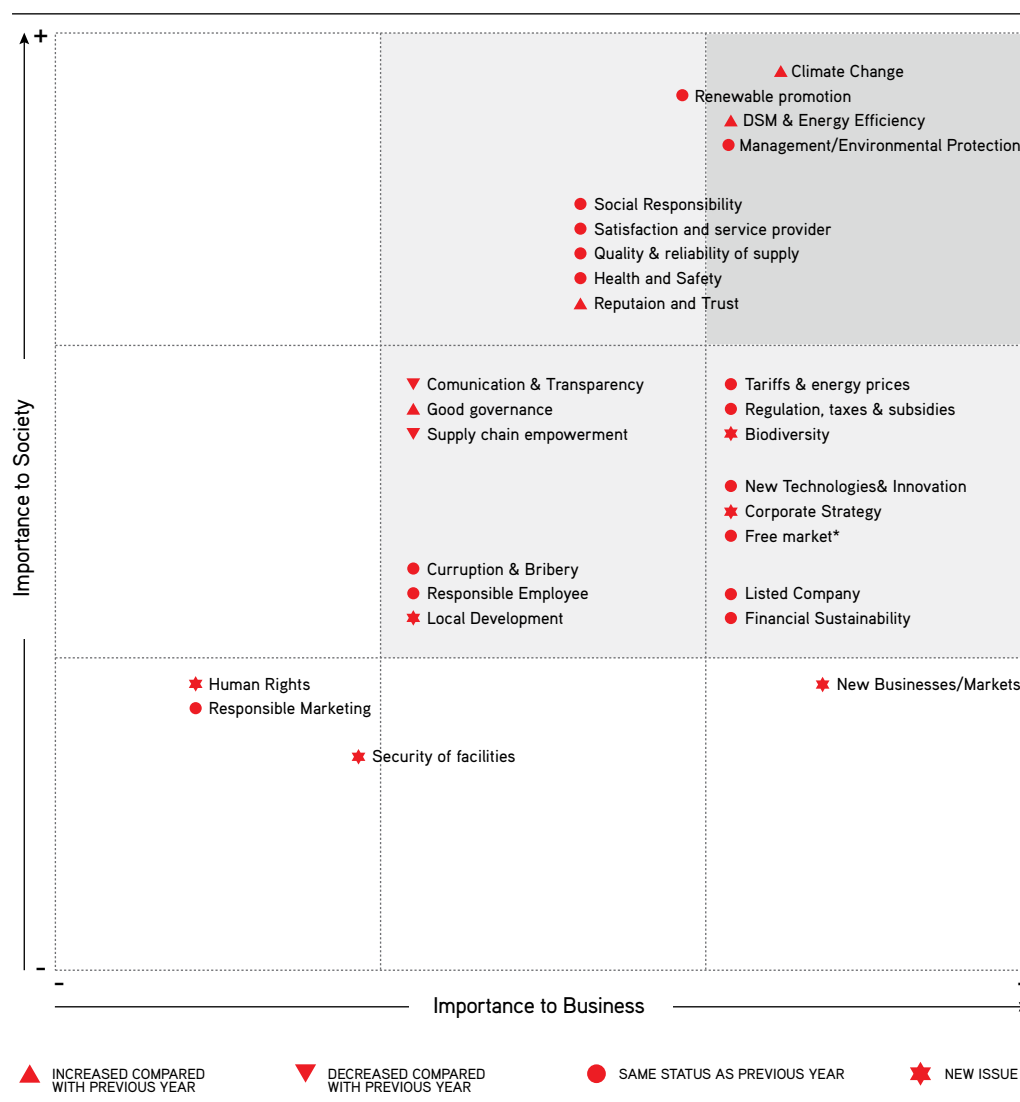 +
Climate Change
Renewable promotion
DSM & Energy Efficiency
Management/Environmental Protection
Social Responsibility
Satisfaction and service provider
Quality & reliability of supply
Health and Safety
Reputaion and Trust
Comunication & Transparency
Good governance
Supply chain empowerment
Tariffs & energy prices
Regulation, taxes & subsidies
Biodiversity
New Technologies& Innovation
Corporate Strategy
Free market*
Curruption & Bribery
Responsible Employee
Local Development
Listed Company
Financial Sustainability
Importance to Society
Human Rights
Responsible Marketing
New Businesses/Markets
Security of facilities
-
-
Importance to Business
INCREASED COMPARED
WITH PREVIOUS YEAR
DECREASED COMPARED
WITH PREVIOUS YEAR
SAME STATUS AS PREVIOUS YEAR
NEW ISSUE